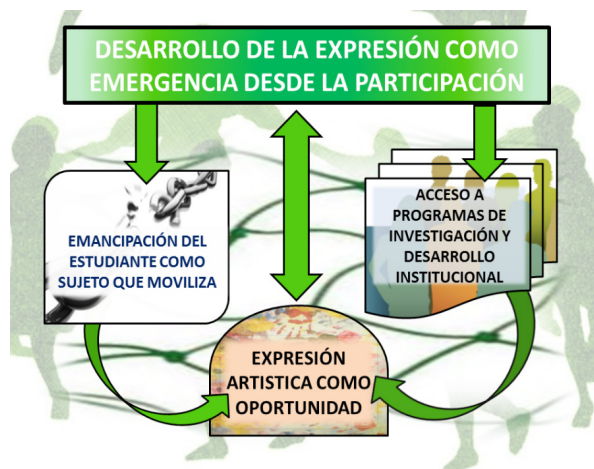 DESARROLLO DE LA EXPRESIÓN COMO
EMERGENCIA DESDE LA PARTICIPACIÓN
EMANCIPACIÓN DEL
ESTUDIANTE COMO
SUJETO QUE MOVILIZA
ACCESO A
PROGRAMAS DE
INVESTIGACIÓN Y
DESARROLLO
INSTITUCIONAL
EXPRESIÓN
ARTISTICA COMO
OPORTUNIDAD